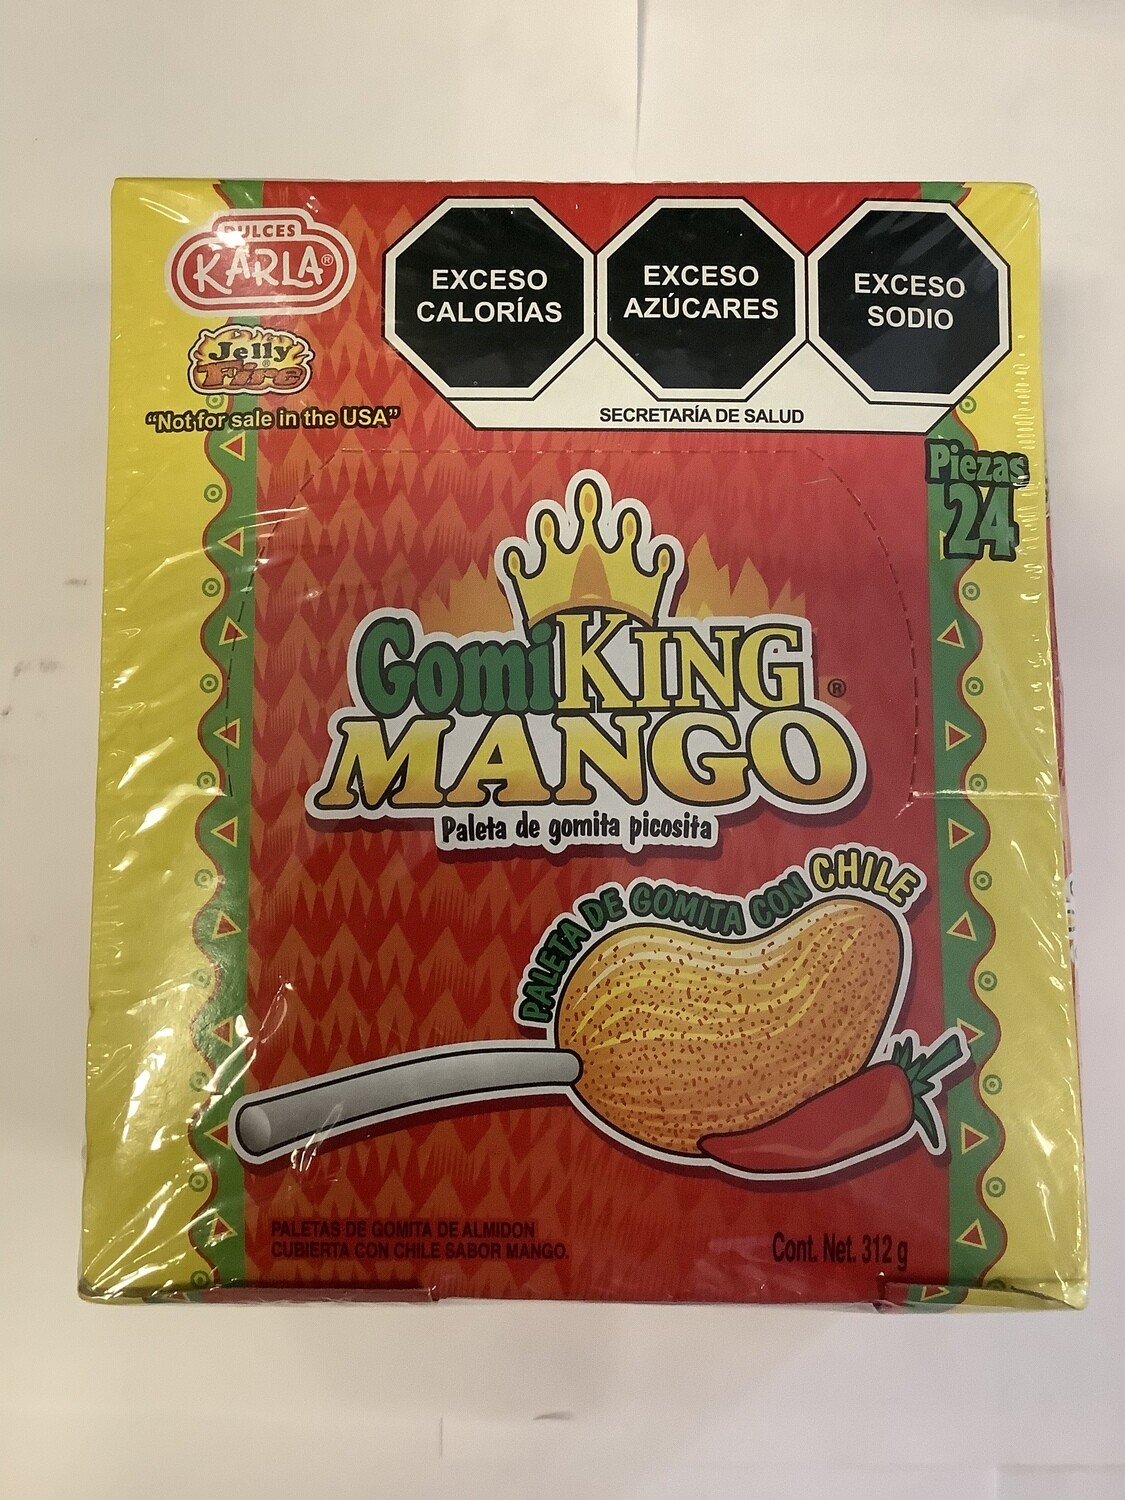 DULCES
KARLA®
Jelly
Fire
"Not for sale in the USA"
EXCESO
CALORÍAS
EXCESO
AZÚCARES
EXCESO
SODIO
SECRETARÍA DE SALUD
Piezas
24
GomiKING
MANGO®
Paleta de gomita picosita
PALETA DE GOMITA CON CHILE
PALETAS DE GOMITA DE ALMIDON
CUBIERTA CON CHILE SABOR MANGO.
Cont. Net. 312 g